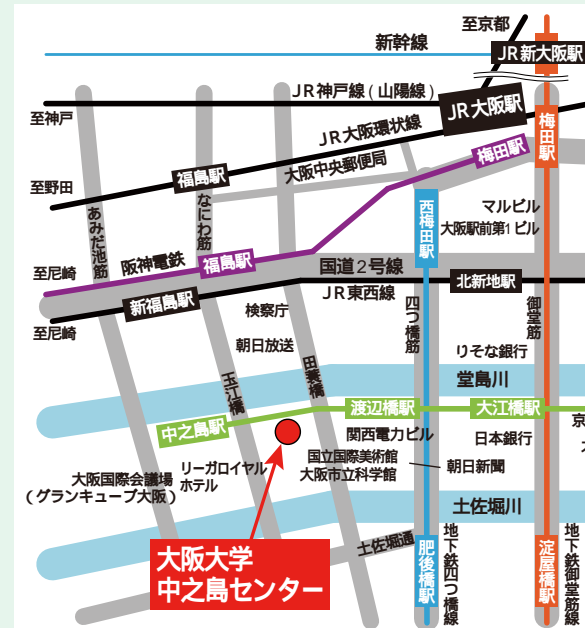 至京都
新幹線
JR新大阪駅
JR神戸線(山陽線)
至神戸
JR大阪駅
JR大阪環状線
梅田駅
梅田駅
大阪中央郵便局
福島駅
至野田
なにわ筋
あみだ池筋
西梅田駅
マルビル
大阪駅前第1ビル
阪神電鉄
福島駅
国道2号線
至尼崎
新福島駅
JR東西線
北新地駅
至尼崎
検察庁
四つ橋筋
御堂筋
朝日放送
りそな銀行
田蓑橋
玉江橋
堂島川
中之島駅
渡辺橋駅
大江橋駅
京
関西電力ビル
日本銀行
国立国際美術館
大阪市立科学館
朝日新聞
大阪国際会議場
(グランキューブ大阪)
リーガロイヤル
ホテル
土佐堀川
土佐堀通
大阪大学
中之島センター
肥後橋駅
地下鉄四つ橋線
淀屋橋駅
地下鉄御堂筋線